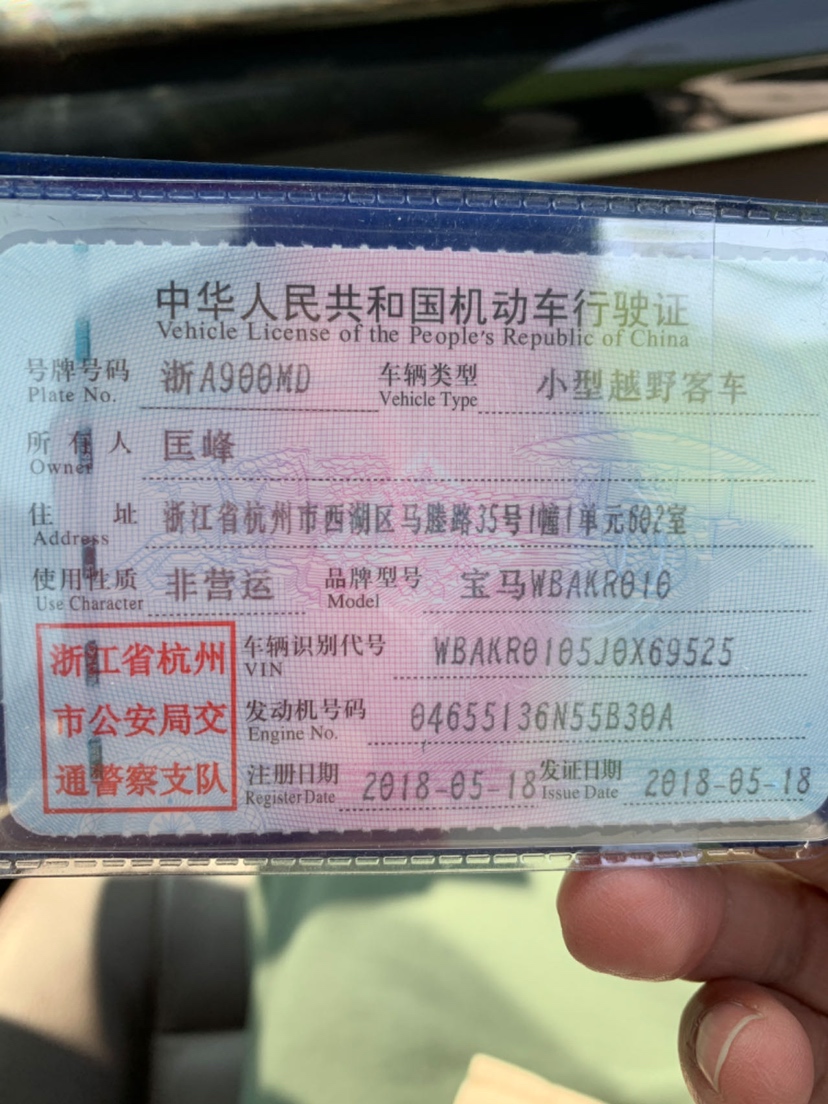 中华人民共和国机动车行驶证
Vehicle License of the People's Republic of China
号牌号码 浙A900MD 车辆类型 小型越野客车
Plate No. Vehicle Type
所有人 匡峰
Owner
住址 浙江省杭州市西湖区马塍路35号1幢1单元602室
Address
使用性质 非营运 品牌型号 宝马WBAKR010
Use Character Model
浙江省杭州 车辆识别代号 WBAKR0105J0X69525
VIN
市公安局交 发动机号码 04655136N55B30A
Engine No.
通警察支队 注册日期 2018-05-18 发证日期 2018-05-18
Register Date Issue Date